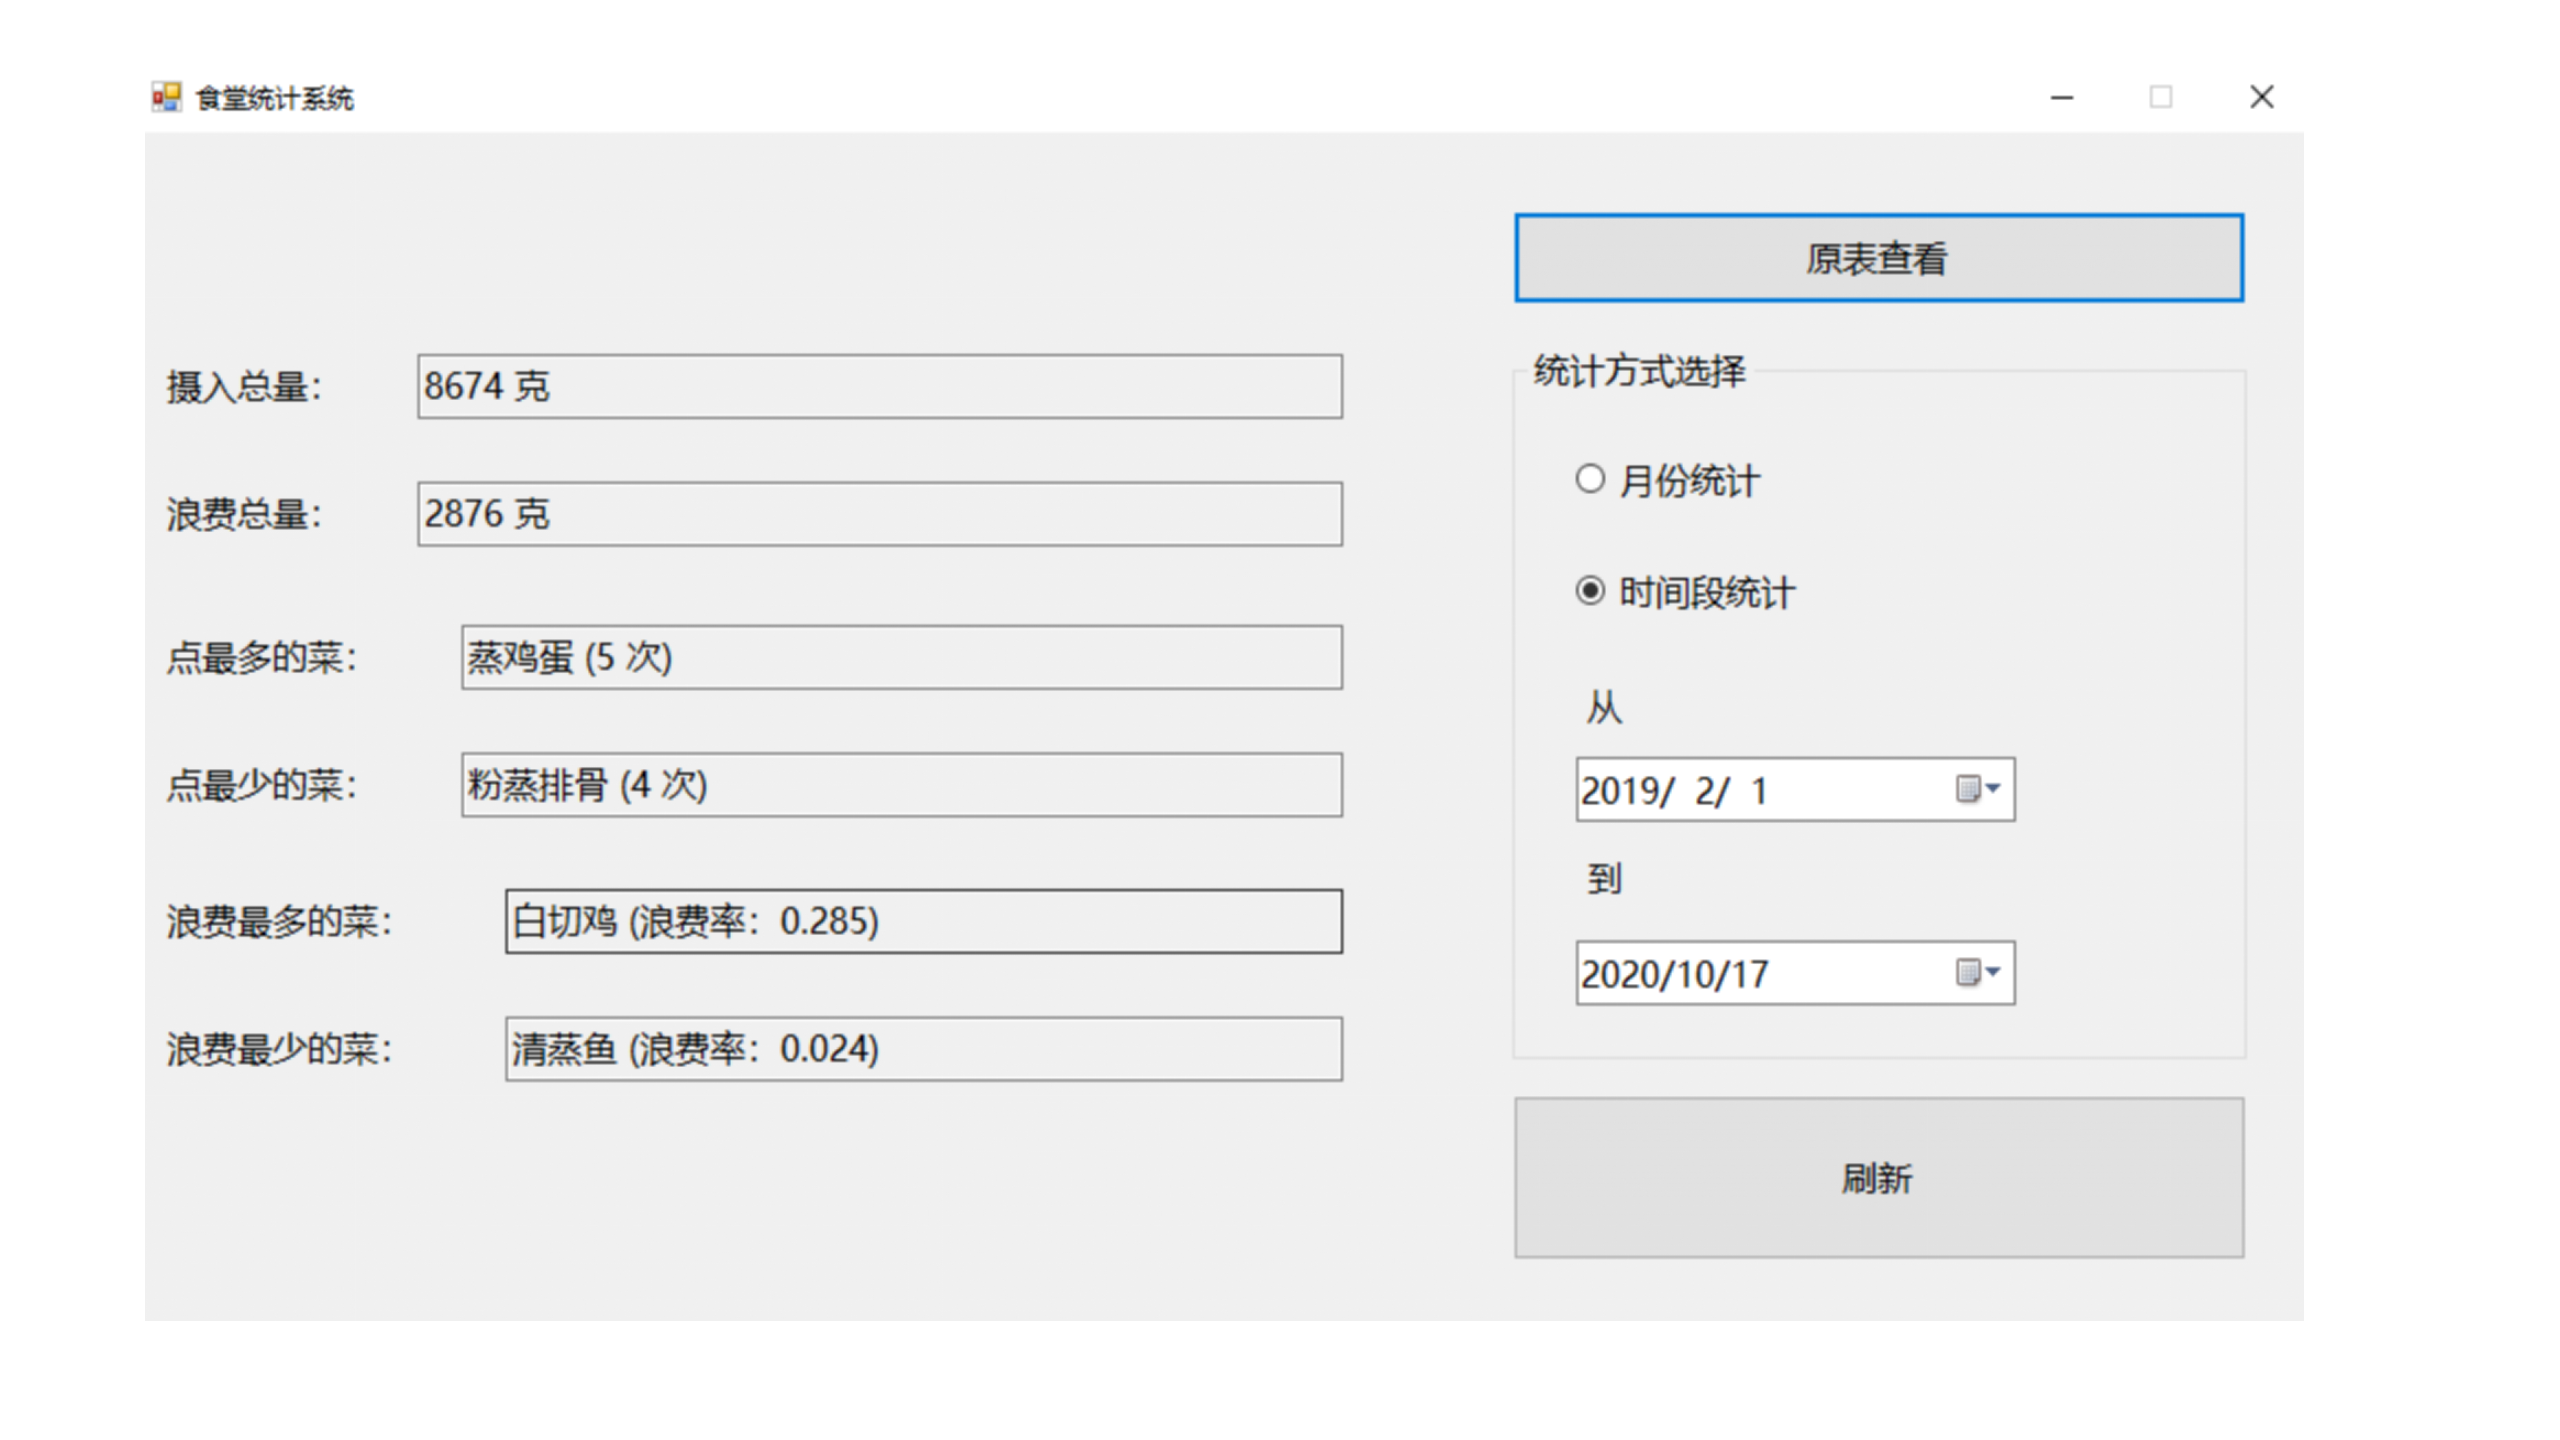 食堂统计系统
原表查看
摄入总量：
8674 克
浪费总量：
2876 克
点最多的菜：
蒸鸡蛋 (5 次)
点最少的菜：
粉蒸排骨 (4 次)
浪费最多的菜：
白切鸡 (浪费率：0.285)
浪费最少的菜：
清蒸鱼 (浪费率：0.024)
统计方式选择
月份统计
时间段统计
从
2019/ 2/ 1
到
2020/10/17
刷新